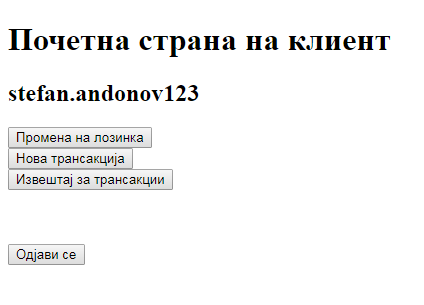 Почетна страна на клиент
stefan.andonov123
Промена на лозинка
Нова трансакција
Извештај за трансакции
Одјави се